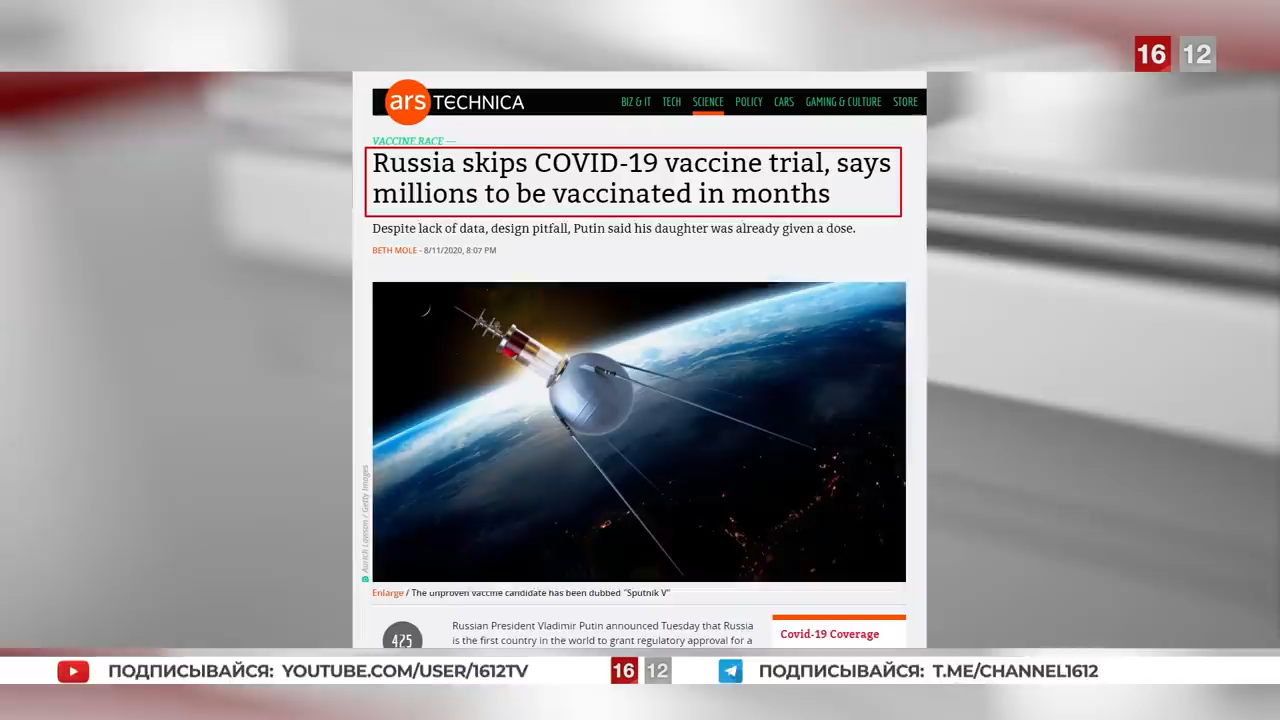 16 12
ars TECHNICA
BIZ & IT TECH SCIENCE POLICY CARS GAMING & CULTURE STORE
VACCINE RACE —
Russia skips COVID-19 vaccine trial, says
millions to be vaccinated in months
Despite lack of data, design pitfall, Putin said his daughter was already given a dose.
BETH MOLE - 8/11/2020, 8:07 PM
Aurich Lawson / Getty Images
Enlarge / The unproven vaccine candidate has been dubbed "Sputnik V"
425
Russian President Vladimir Putin announced Tuesday that Russia
is the first country in the world to grant regulatory approval for a
Covid-19 Coverage
ПОДПИСЫВАЙСЯ: YOUTUBE.COM/USER/1612TV
16 12
ПОДПИСЫВАЙСЯ: T.ME/CHANNEL1612